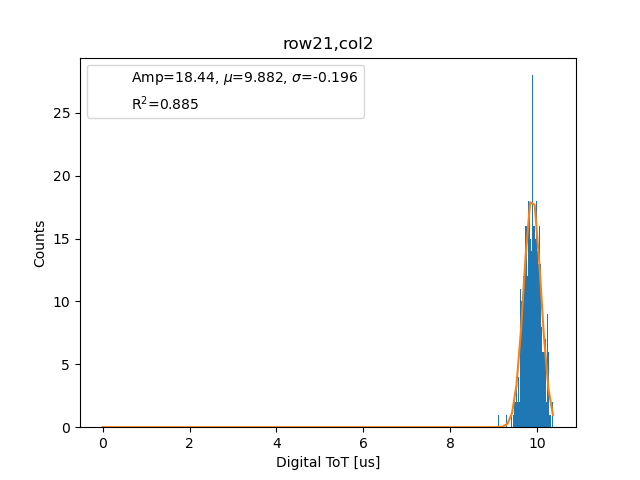 row21,col2
Amp=18.44, μ=9.882, σ=-0.196
R²=0.885
Counts
25
20
15
10
5
0
0 2 4 6 8 10
Digital ToT [us]